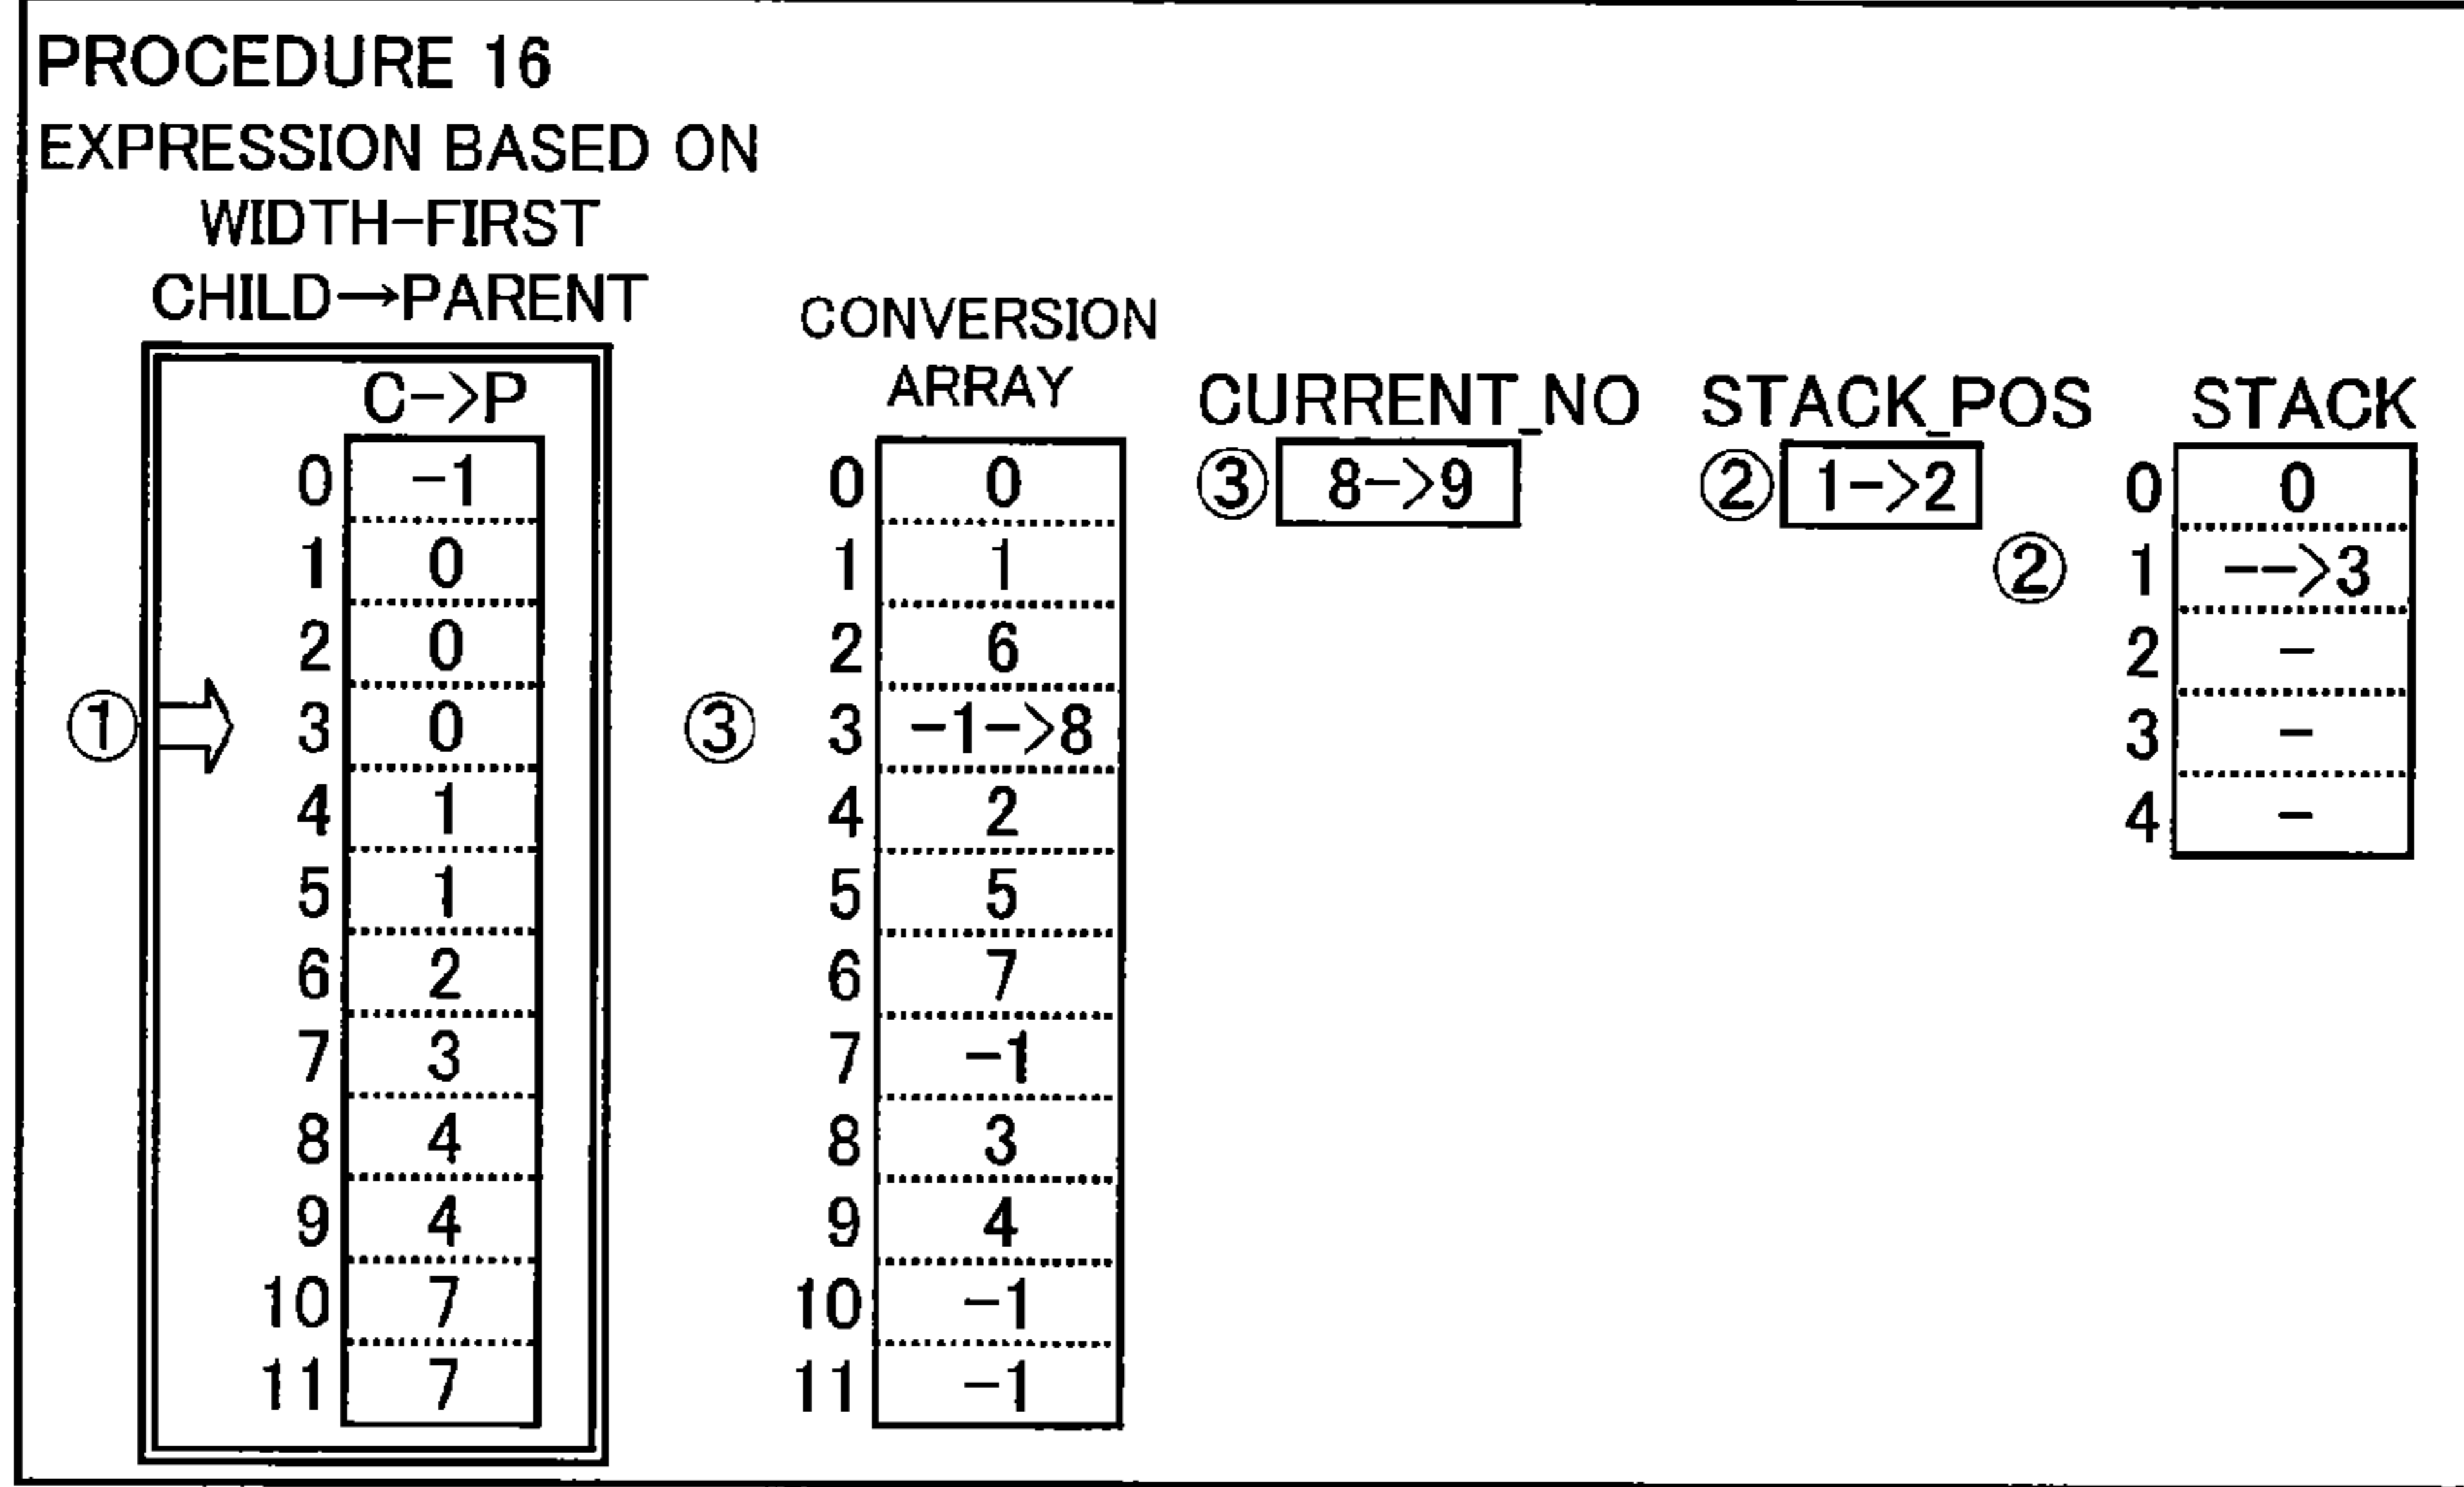 PROCEDURE 16
EXPRESSION BASED ON
WIDTH-FIRST
CHILD→PARENT
CONVERSION
ARRAY
C->P
CURRENT_NO
STACK_POS
STACK
0 -1 0 0 ③ 8->9 ② 1->2 0 0
1 0 1 1 ② 1 -->3
2 0 2 6 2 -
① 3 0 ③ 3 -1->8 3 -
4 1 4 2 4 -
5 1 5 5
6 2 6 7
7 3 7 -1
8 4 8 3
9 4 9 4
10 7 10 -1
11 7 11 -1